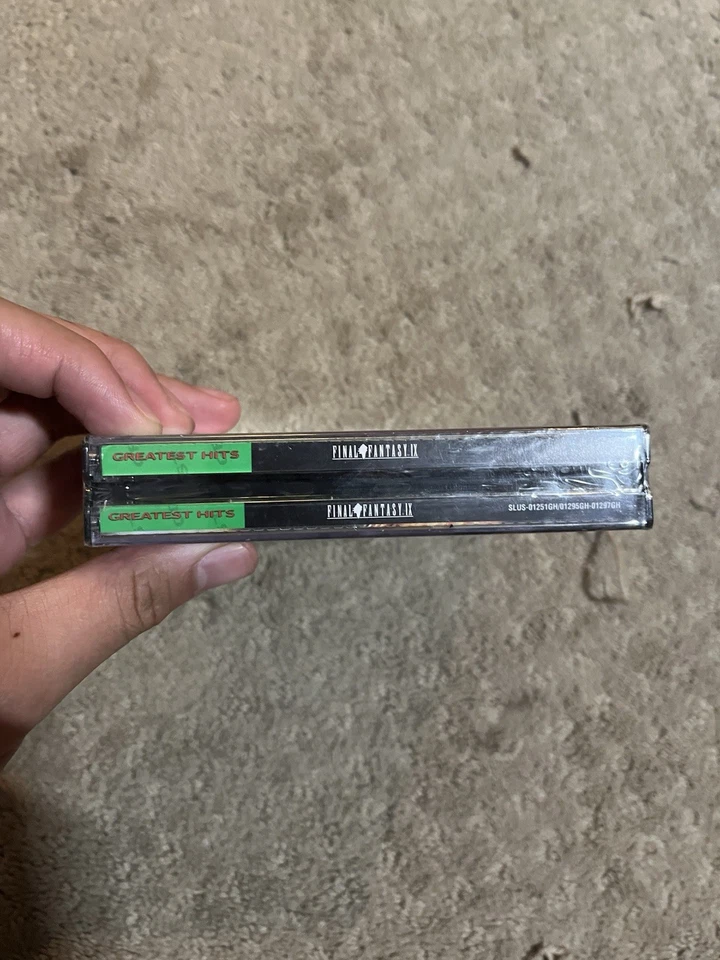 GREATEST HITS FINAL FANTASY IX
GREATEST HITS FINAL FANTASY IX SLUS-01251GH/01295GH-01297GH